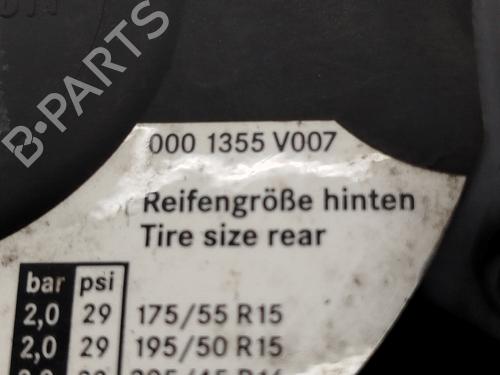 B-PARTS
000 1355 V007
Reifengröße hinten
Tire size rear
bar psi
2,0 29 175/55 R15
2,0 29 195/50 R15